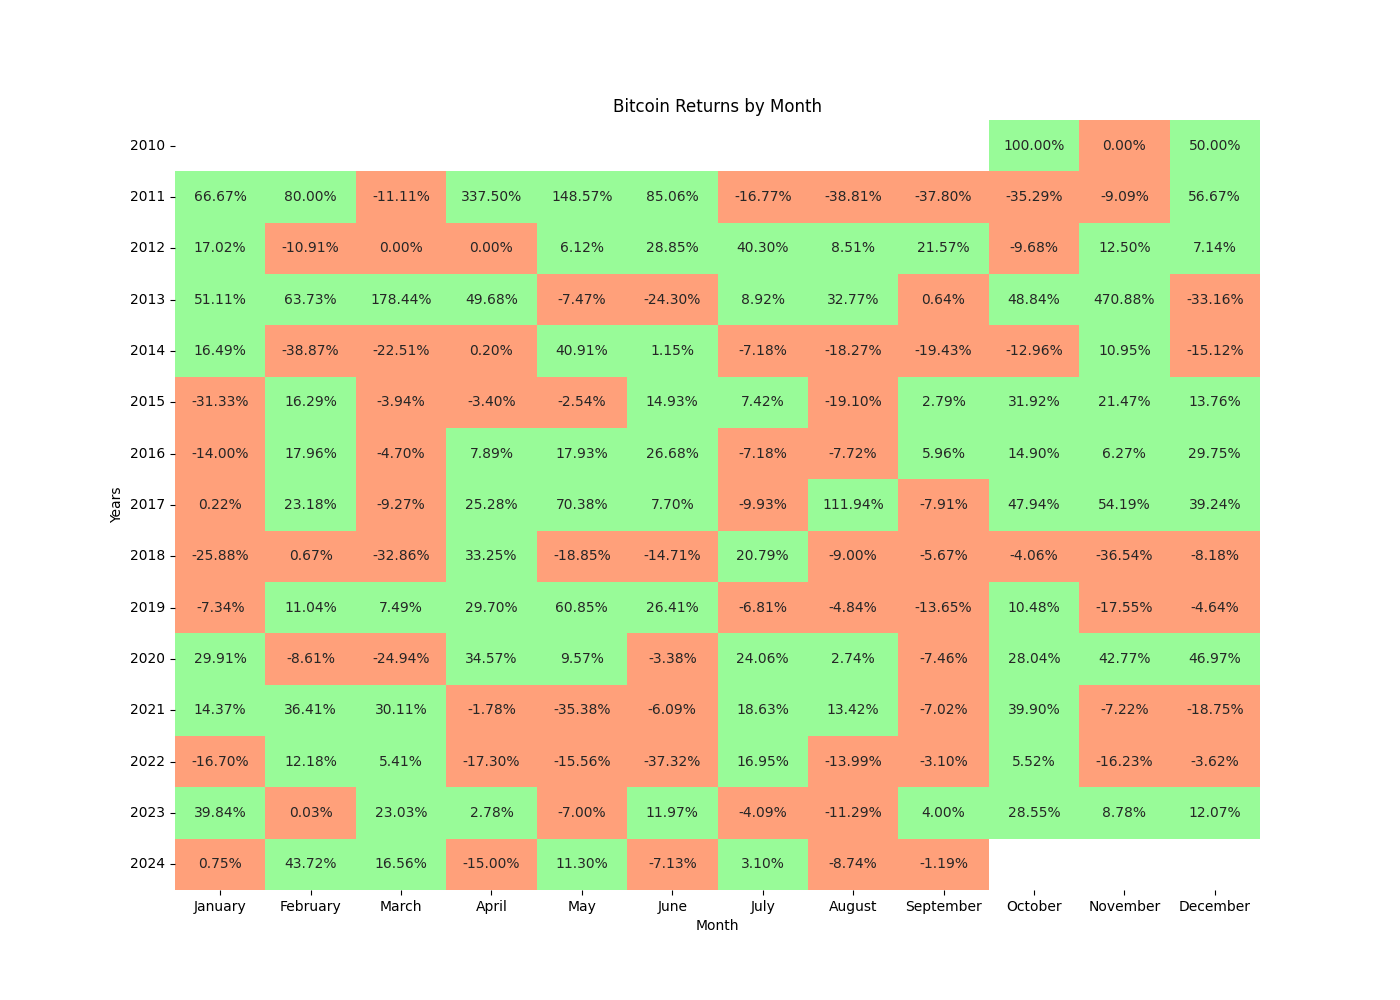 Bitcoin Returns by Month
2010 100.00% 0.00% 50.00%
2011 66.67% 80.00% -11.11% 337.50% 148.57% 85.06% -16.77% -38.81% -37.80% -35.29% -9.09% 56.67%
2012 17.02% -10.91% 0.00% 0.00% 6.12% 28.85% 40.30% 8.51% 21.57% -9.68% 12.50% 7.14%
2013 51.11% 63.73% 178.44% 49.68% -7.47% -24.30% 8.92% 32.77% 0.64% 48.84% 470.88% -33.16%
2014 16.49% -38.87% -22.51% 0.20% 40.91% 1.15% -7.18% -18.27% -19.43% -12.96% 10.95% -15.12%
2015 -31.33% 16.29% -3.94% -3.40% -2.54% 14.93% 7.42% -19.10% 2.79% 31.92% 21.47% 13.76%
2016 -14.00% 17.96% -4.70% 7.89% 17.93% 26.68% -7.18% -7.72% 5.96% 14.90% 6.27% 29.75%
Years
2017 0.22% 23.18% -9.27% 25.28% 70.38% 7.70% -9.93% 111.94% -7.91% 47.94% 54.19% 39.24%
2018 -25.88% 0.67% -32.86% 33.25% -18.85% -14.71% 20.79% -9.00% -5.67% -4.06% -36.54% -8.18%
2019 -7.34% 11.04% 7.49% 29.70% 60.85% 26.41% -6.81% -4.84% -13.65% 10.48% -17.55% -4.64%
2020 29.91% -8.61% -24.94% 34.57% 9.57% -3.38% 24.06% 2.74% -7.46% 28.04% 42.77% 46.97%
2021 14.37% 36.41% 30.11% -1.78% -35.38% -6.09% 18.63% 13.42% -7.02% 39.90% -7.22% -18.75%
2022 -16.70% 12.18% 5.41% -17.30% -15.56% -37.32% 16.95% -13.99% -3.10% 5.52% -16.23% -3.62%
2023 39.84% 0.03% 23.03% 2.78% -7.00% 11.97% -4.09% -11.29% 4.00% 28.55% 8.78% 12.07%
2024 0.75% 43.72% 16.56% -15.00% 11.30% -7.13% 3.10% -8.74% -1.19%
January February March April May June July August September October November December
Month